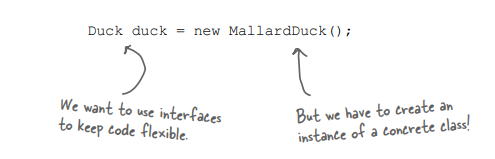 Duck duck = new MallardDuck();
We want to use interfaces
to keep code flexible.
But we have to create an
instance of a concrete class!